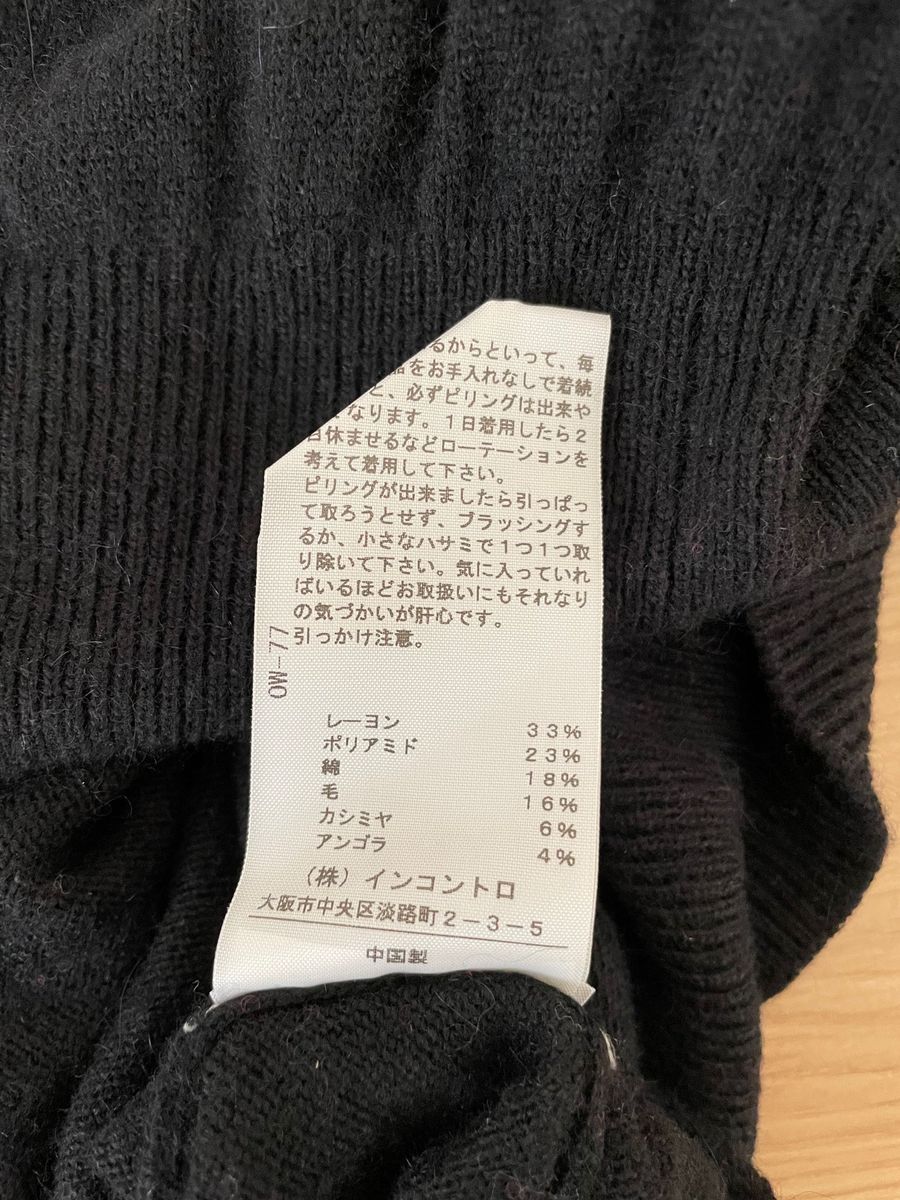 るからといって、毎
品をお手入れなしで着続
と、必ずピリングは出来や
くなります。1日着用したら2
日休ませるなどローテーションを
考えて着用して下さい。
ピリングが出来ましたら引っぱっ
て取ろうとせず、ブラッシングす
るか、小さなハサミで1つ1つ取
り除いて下さい。気に入っていれ
ばいるほどお取扱いにもそれなり
の気づかいが肝心です。
引っかけ注意。
OW-77
レーヨン 33%
ポリアミド 23%
綿 18%
毛 16%
カシミヤ 6%
アンゴラ 4%
(株)インコントロ
大阪市中央区淡路町2-3-5
中国製